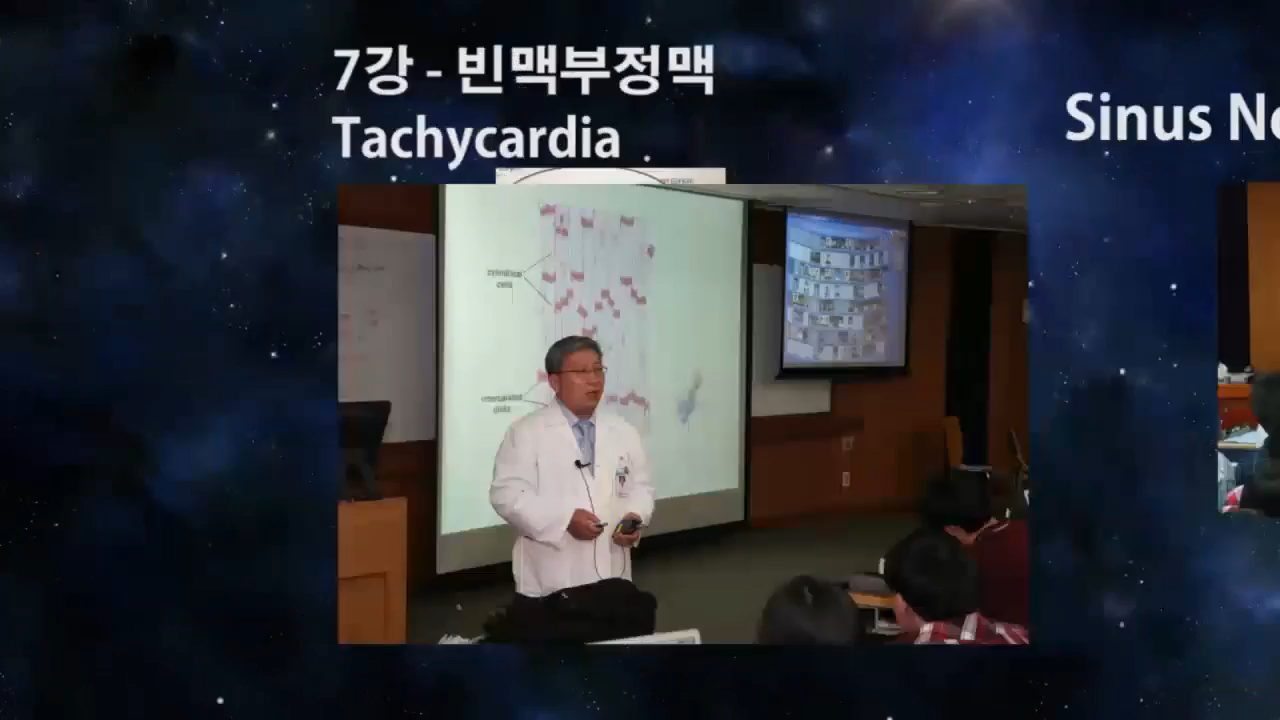 7강 - 빈맥부정맥
Tachycardia
Sinus
cylindrical
cells
intercalated
disks